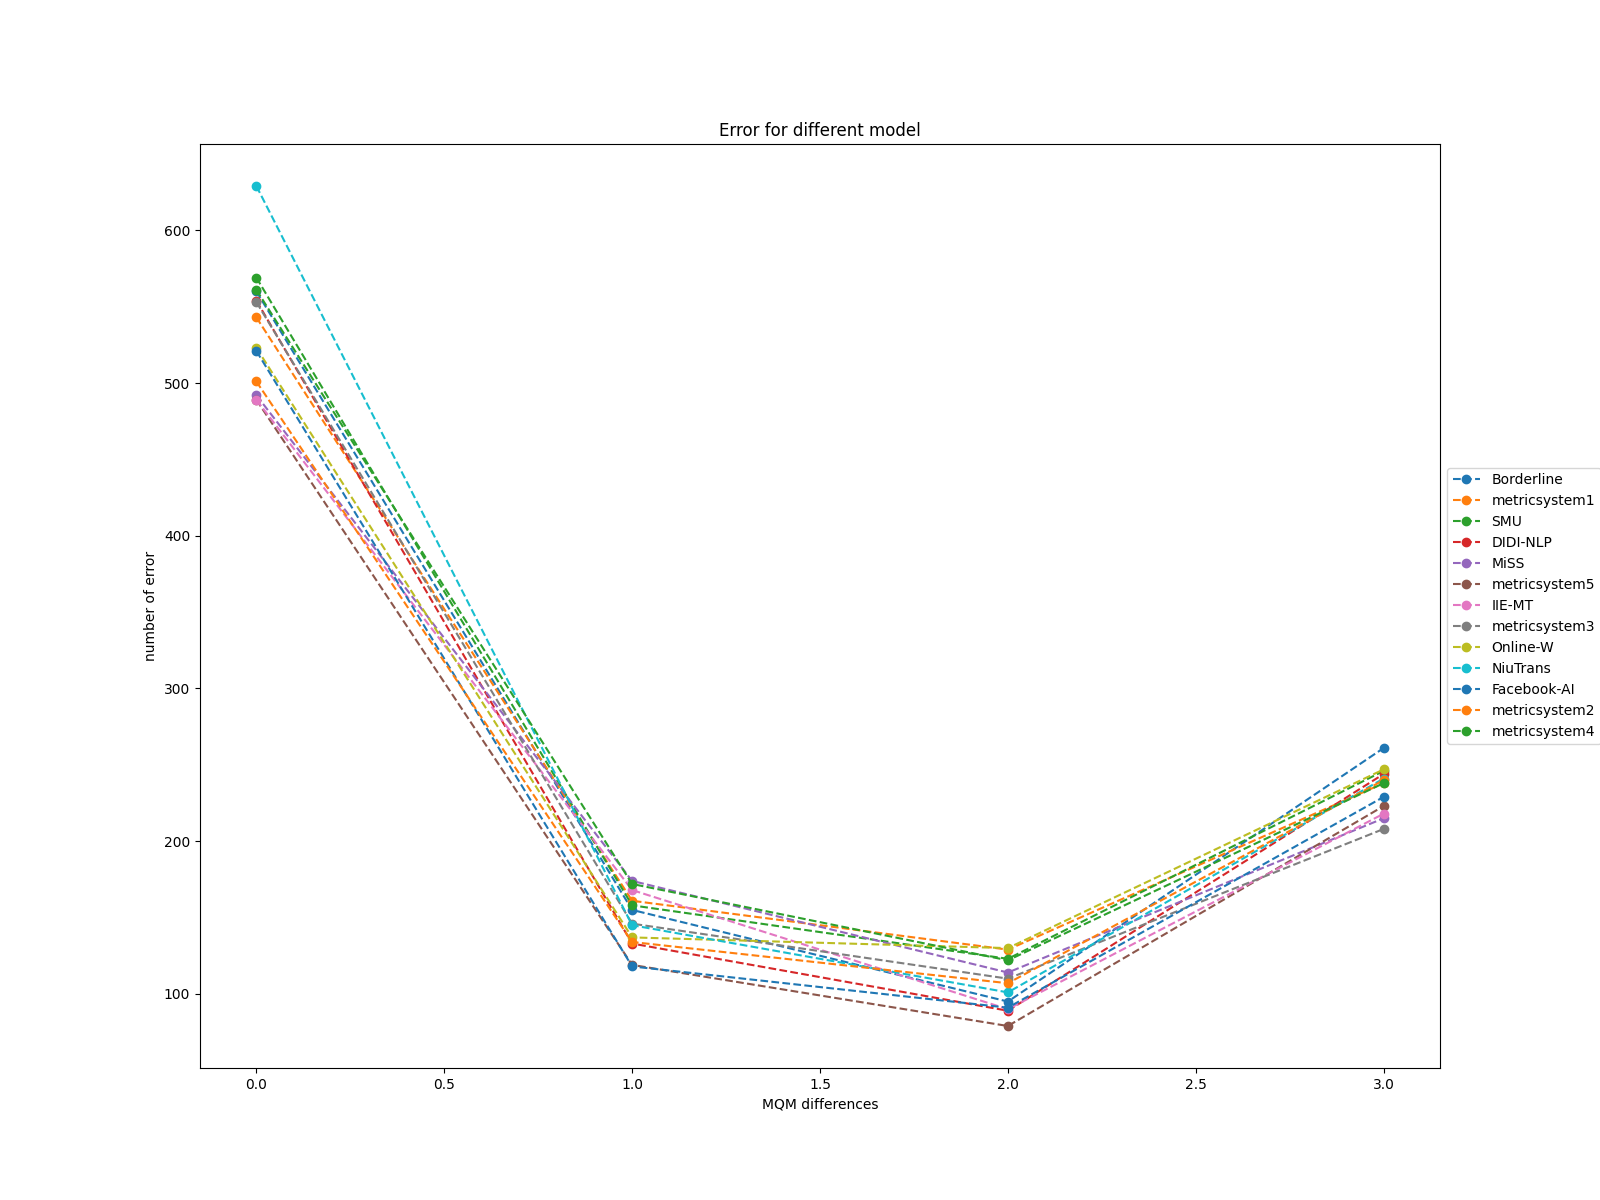 Error for different model
600
500
400
300
200
100
number of error
0.0
0.5
1.0
1.5
2.0
2.5
3.0
MQM differences
Borderline
metricsystem1
SMU
DIDI-NLP
MiSS
metricsystem5
IIE-MT
metricsystem3
Online-W
NiuTrans
Facebook-AI
metricsystem2
metricsystem4